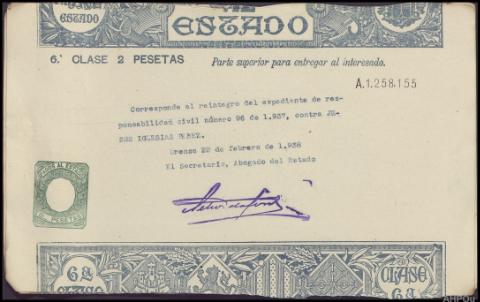 ESTADO
6.ª CLASE 2 PESETAS
Parte superior para entregar al interesado.
A.1.258.155
Corresponde al reintegro del expediente de res-
ponsabilidad civil número 96 de 1.937, contra JE-
SUS IGLESIAS PEREZ.
Orense 22 de febrero de 1.938
El Secretario, Abogado del Estado
PESETAS
6ª
CLASE
CLASE
6ª
AHPOu